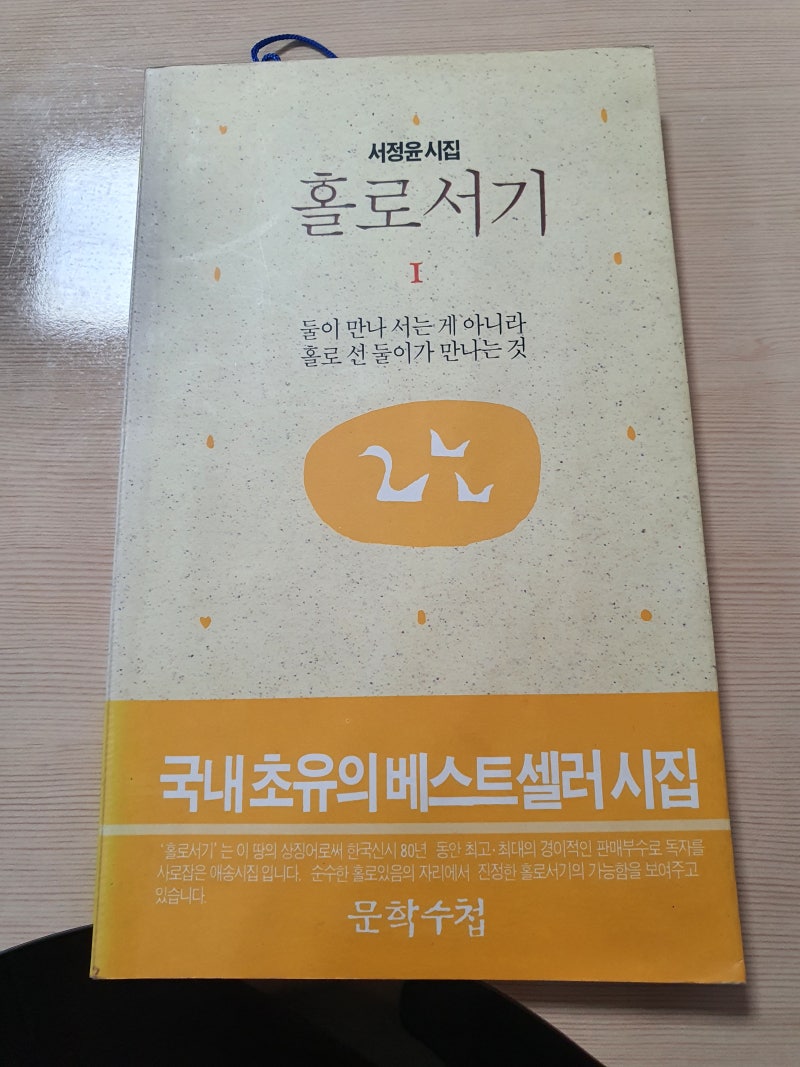 서정윤 시집
홀로서기
I
둘이 만나 서는 게 아니라
홀로 선 둘이가 만나는 것
국내 초유의 베스트셀러 시집
'홀로서기'는 이 땅의 상징어로써 한국신시 80년 동안 최고·최대의 경이적인 판매부수로 독자를
사로잡은 애송시집 입니다. 순수한 홀로있음의 자리에서 진정한 홀로서기의 가능함을 보여주고
있습니다.
문학수첩